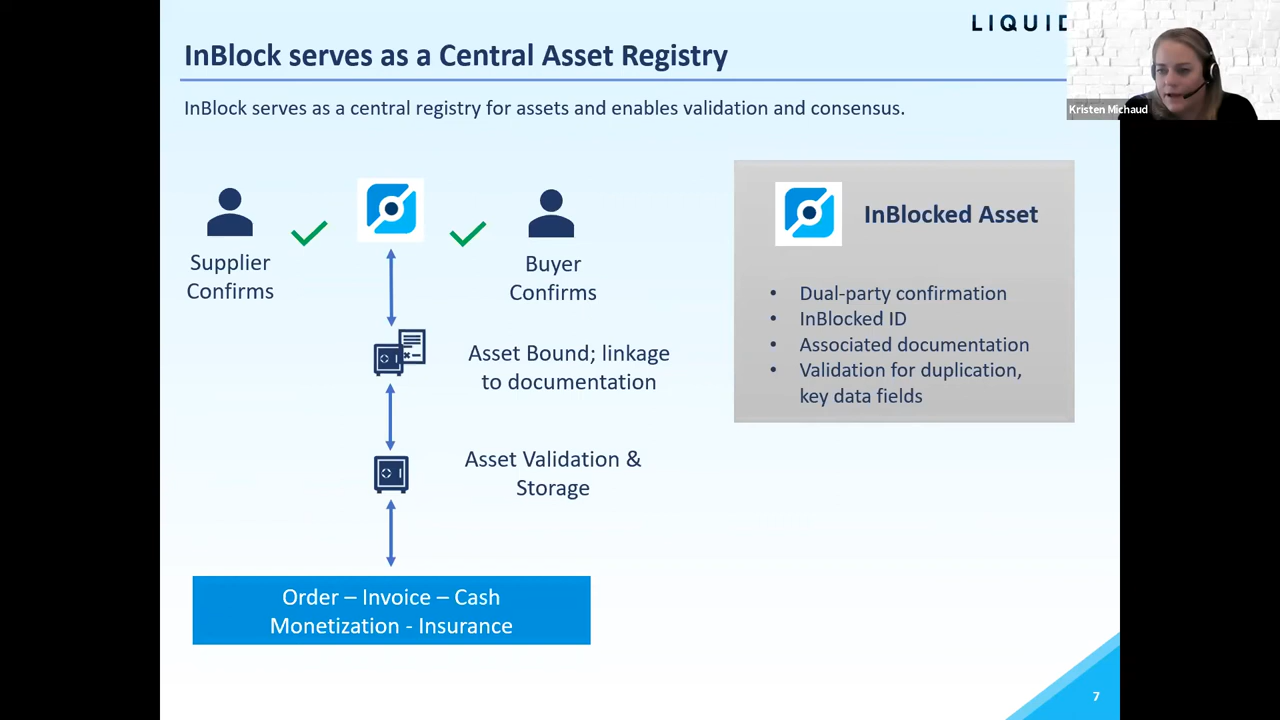 LIQUID
InBlock serves as a Central Asset Registry
Kristen Michaud
InBlock serves as a central registry for assets and enables validation and consensus.
Supplier
Confirms
Buyer
Confirms
InBlocked Asset
• Dual-party confirmation
• InBlocked ID
• Associated documentation
• Validation for duplication,
key data fields
Asset Bound; linkage
to documentation
Asset Validation &
Storage
Order – Invoice – Cash
Monetization - Insurance
7